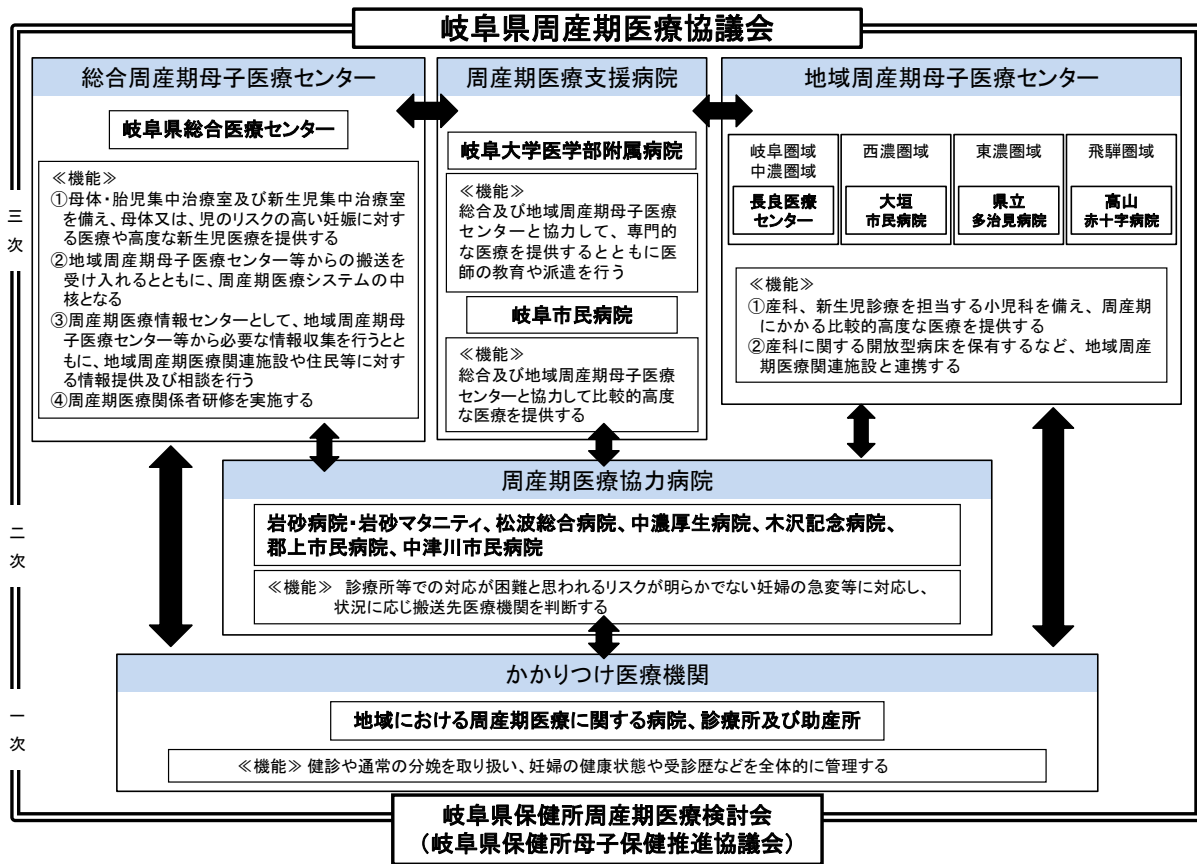 岐阜県周産期医療協議会
総合周産期母子医療センター
岐阜県総合医療センター
≪機能≫
①母体・胎児集中治療室及び新生児集中治療室
を備え、母体又は、児のリスクの高い妊娠に対
する医療や高度な新生児医療を提供する
②地域周産期母子医療センター等からの搬送を
受け入れるとともに、周産期医療システムの中
核となる
③周産期医療情報センターとして、地域周産期母
子医療センター等から必要な情報収集を行うとと
もに、地域周産期医療関連施設や住民等に対す
る情報提供及び相談を行う
④周産期医療関係者研修を実施する
周産期医療支援病院
岐阜大学医学部附属病院
≪機能≫
総合及び地域周産期母子医療
センターと協力して、専門的
な医療を提供するとともに医
師の教育や派遣を行う
岐阜市民病院
≪機能≫
総合及び地域周産期母子医療
センターと協力して比較的高度
な医療を提供する
地域周産期母子医療センター
岐阜圏域
中濃圏域
長良医療
センター
西濃圏域
大垣
市民病院
東濃圏域
県立
多治見病院
飛騨圏域
高山
赤十字病院
≪機能≫
①産科、新生児診療を担当する小児科を備え、周産期
にかかる比較的高度な医療を提供する
②産科に関する開放型病床を保有するなど、地域周産
期医療関連施設と連携する
三次
周産期医療協力病院
岩砂病院・岩砂マタニティ、松波総合病院、中濃厚生病院、木沢記念病院、
郡上市民病院、中津川市民病院
≪機能≫ 診療所等での対応が困難と思われるリスクが明らかでない妊婦の急変等に対応し、
状況に応じ搬送先医療機関を判断する
二次
かかりつけ医療機関
地域における周産期医療に関する病院、診療所及び助産所
≪機能≫ 健診や通常の分娩を取り扱い、妊婦の健康状態や受診歴などを全体的に管理する
一次
岐阜県保健所周産期医療検討会
（岐阜県保健所母子保健推進協議会）